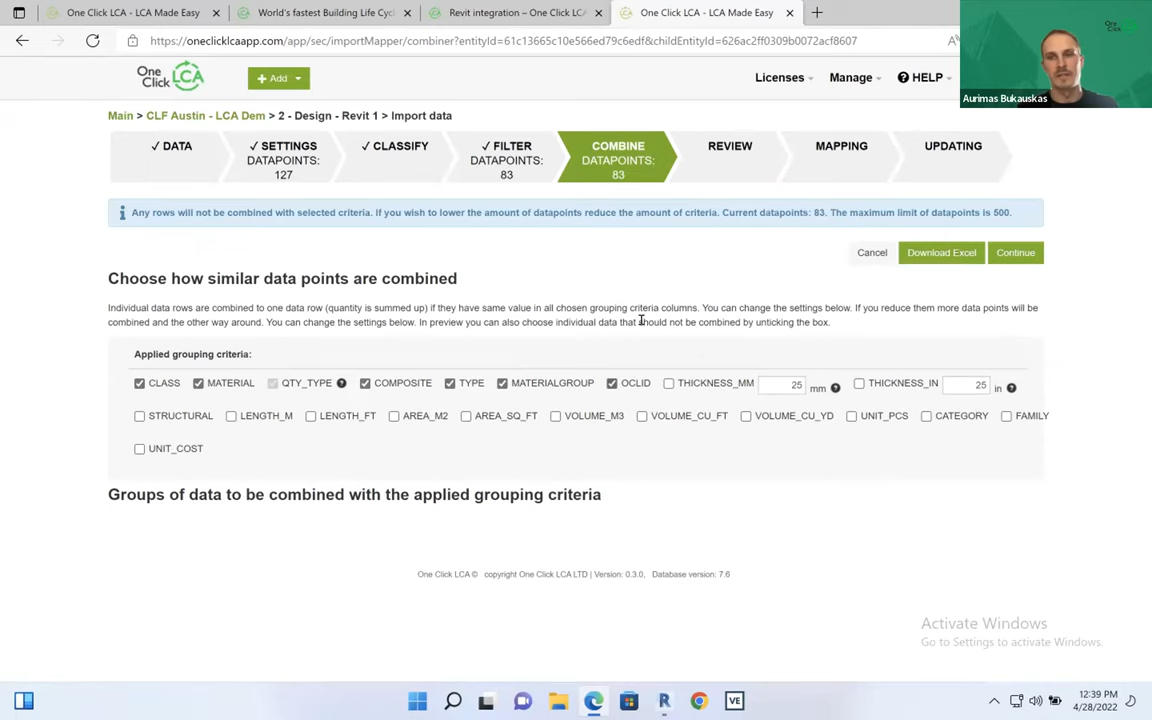 One Click LCA - LCA Made Easy
World's fastest Building Life Cycl
Revit integration – One Click LCA
One Click LCA - LCA Made Easy
https://oneclicklcaapp.com/app/sec/importMapper/combiner?entityId=61c13665c10e566ed79c6edf&childEntityId=626ac2ff0309b0072acf8607
One Click LCA
Aurimas Bukauskas
One Click LCA
+ Add
Licenses
Manage
HELP
Main > CLF Austin - LCA Dem > 2 - Design - Revit 1 > Import data
✓ DATA
✓ SETTINGS
DATAPOINTS:
127
✓ CLASSIFY
✓ FILTER
DATAPOINTS:
83
COMBINE
DATAPOINTS:
83
REVIEW
MAPPING
UPDATING
Any rows will not be combined with selected criteria. If you wish to lower the amount of datapoints reduce the amount of criteria. Current datapoints: 83. The maximum limit of datapoints is 500.
Cancel
Download Excel
Continue
Choose how similar data points are combined
Individual data rows are combined to one data row (quantity is summed up) if they have same value in all chosen grouping criteria columns. You can change the settings below. If you reduce them more data points will be
combined and the other way around. You can change the settings below. In preview you can also choose individual data that should not be combined by unticking the box.
Applied grouping criteria:
CLASS MATERIAL QTY_TYPE COMPOSITE TYPE MATERIALGROUP OCLID THICKNESS_MM 25 mm THICKNESS_IN 25 in
STRUCTURAL LENGTH_M LENGTH_FT AREA_M2 AREA_SQ_FT VOLUME_M3 VOLUME_CU_FT VOLUME_CU_YD UNIT_PCS CATEGORY FAMILY
UNIT_COST
Groups of data to be combined with the applied grouping criteria
One Click LCA © copyright One Click LCA LTD | Version: 0.3.0, Database version: 7.6
Activate Windows
Go to Settings to activate Windows.
R
VE
12:39 PM
4/28/2022